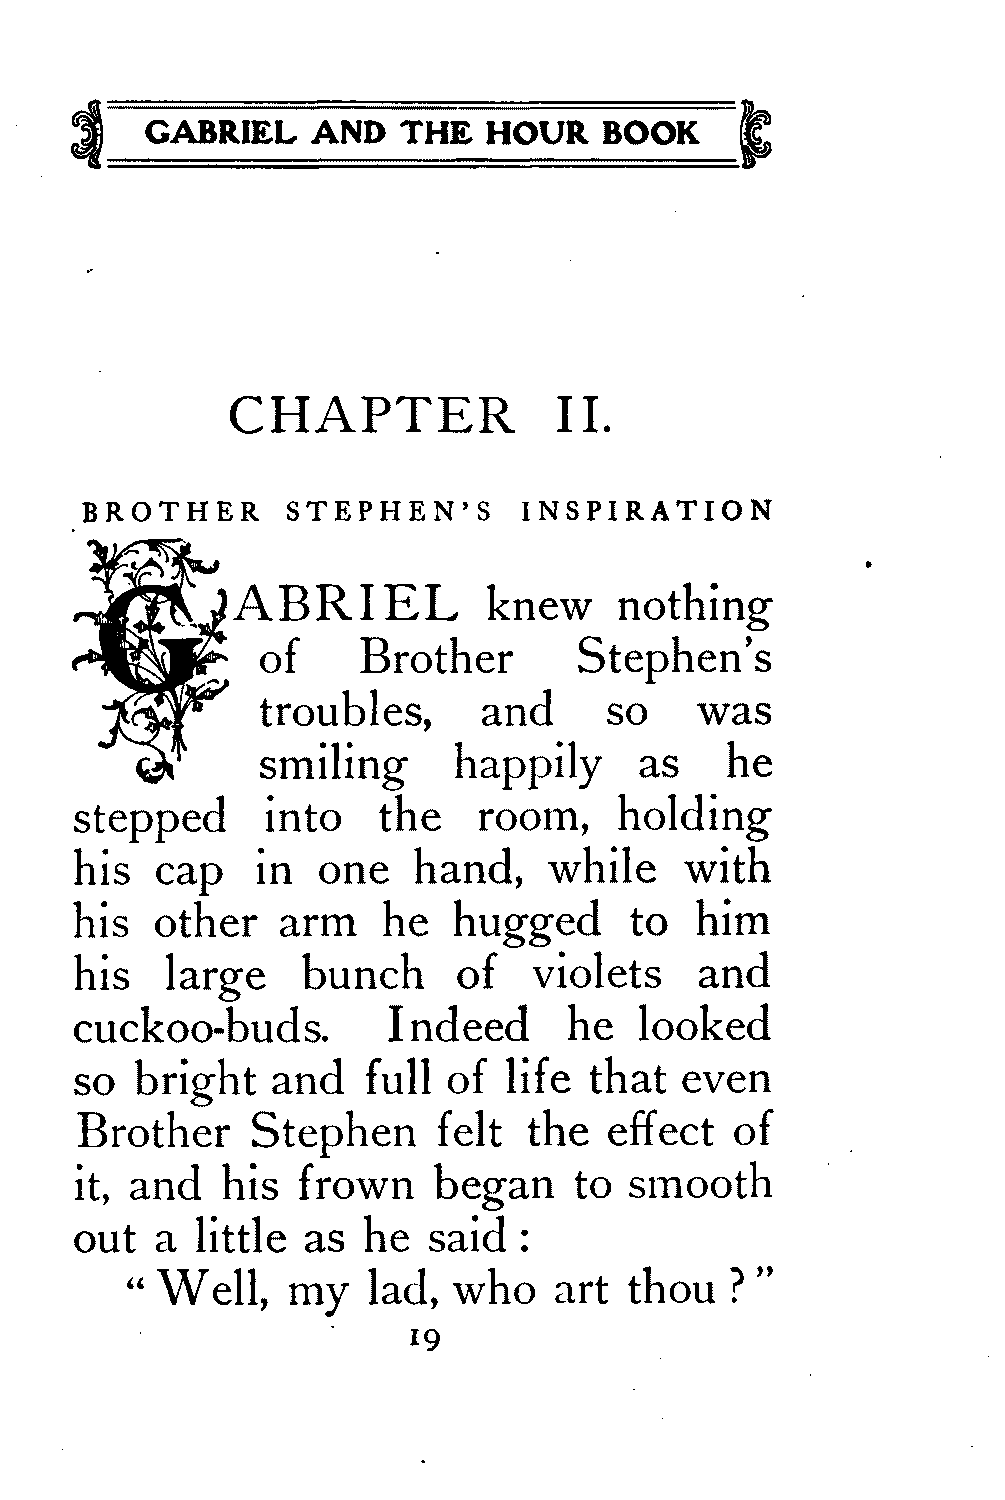 GABRIEL AND THE HOUR BOOK
CHAPTER II.
BROTHER STEPHEN'S INSPIRATION
GABRIEL knew nothing
of Brother Stephen's
troubles, and so was
smiling happily as he
stepped into the room, holding
his cap in one hand, while with
his other arm he hugged to him
his large bunch of violets and
cuckoo-buds. Indeed he looked
so bright and full of life that even
Brother Stephen felt the effect of
it, and his frown began to smooth
out a little as he said :
“ Well, my lad, who art thou ? ”
19